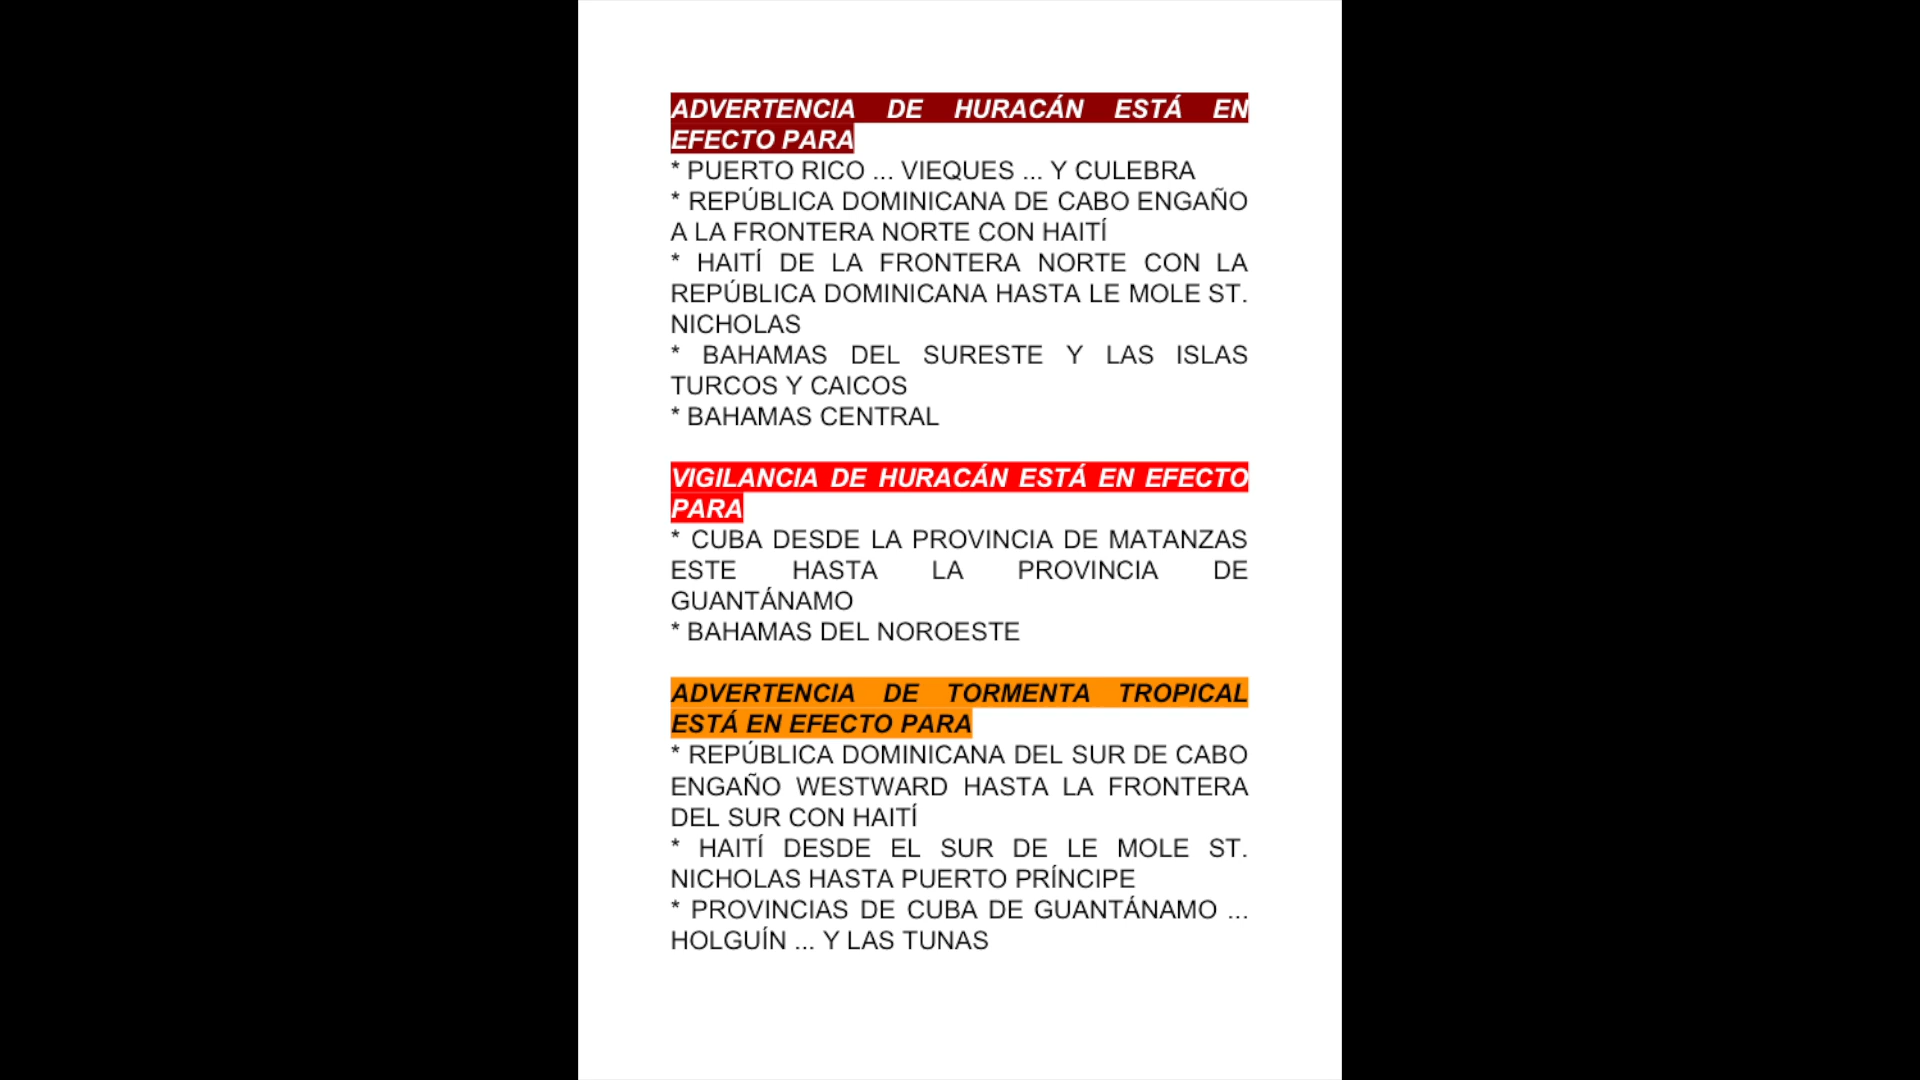 ADVERTENCIA DE HURACÁN ESTÁ EN
EFECTO PARA
* PUERTO RICO ... VIEQUES ... Y CULEBRA
* REPÚBLICA DOMINICANA DE CABO ENGAÑO
A LA FRONTERA NORTE CON HAITÍ
* HAITÍ DE LA FRONTERA NORTE CON LA
REPÚBLICA DOMINICANA HASTA LE MOLE ST.
NICHOLAS
* BAHAMAS DEL SURESTE Y LAS ISLAS
TURCOS Y CAICOS
* BAHAMAS CENTRAL
VIGILANCIA DE HURACÁN ESTÁ EN EFECTO
PARA
* CUBA DESDE LA PROVINCIA DE MATANZAS
ESTE HASTA LA PROVINCIA DE
GUANTÁNAMO
* BAHAMAS DEL NOROESTE
ADVERTENCIA DE TORMENTA TROPICAL
ESTÁ EN EFECTO PARA
* REPÚBLICA DOMINICANA DEL SUR DE CABO
ENGAÑO WESTWARD HASTA LA FRONTERA
DEL SUR CON HAITÍ
* HAITÍ DESDE EL SUR DE LE MOLE ST.
NICHOLAS HASTA PUERTO PRÍNCIPE
* PROVINCIAS DE CUBA DE GUANTÁNAMO ...
HOLGUÍN ... Y LAS TUNAS